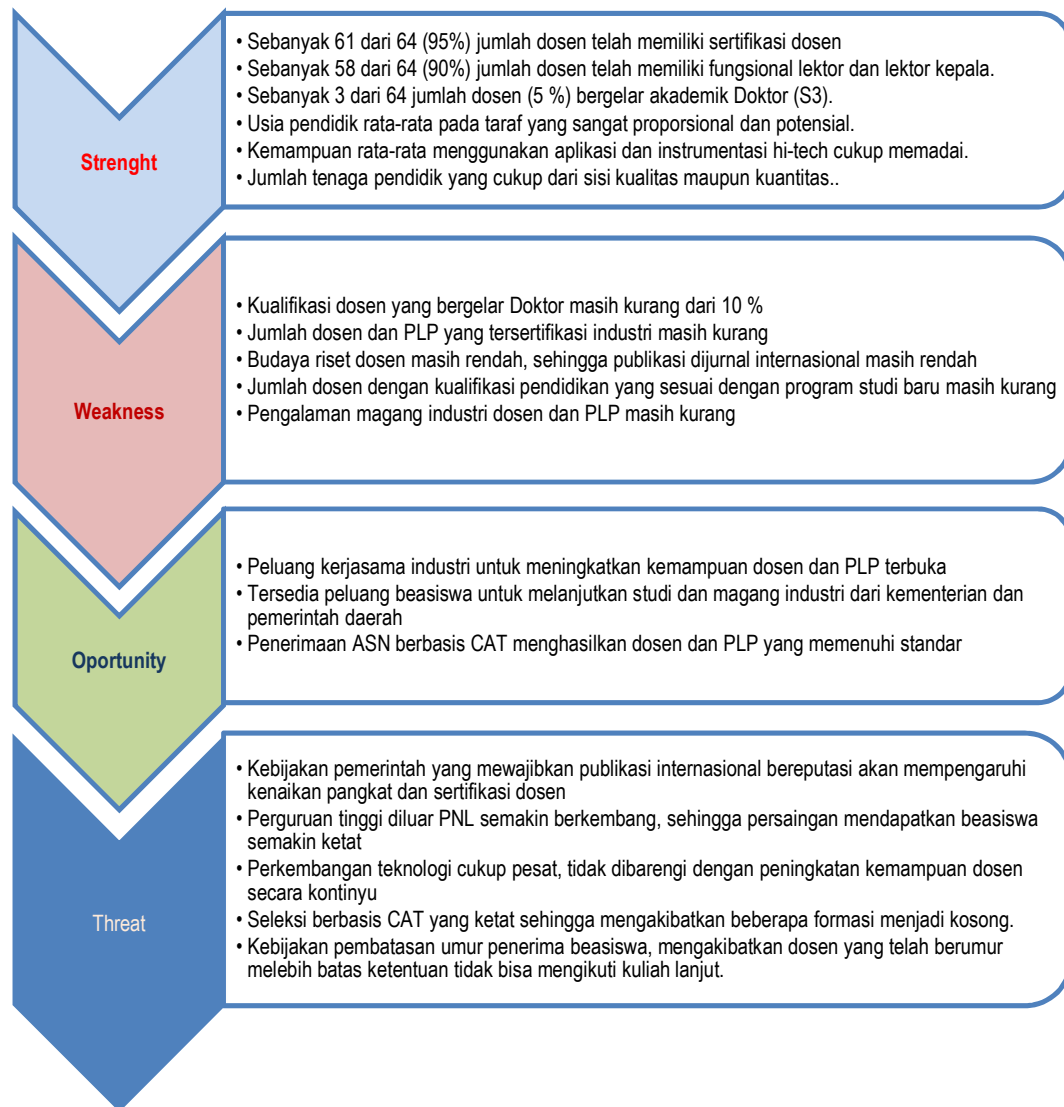 Strenght
• Sebanyak 61 dari 64 (95%) jumlah dosen telah memiliki sertifikasi dosen
• Sebanyak 58 dari 64 (90%) jumlah dosen telah memiliki fungsional lektor dan lektor kepala.
• Sebanyak 3 dari 64 jumlah dosen (5 %) bergelar akademik Doktor (S3).
• Usia pendidik rata-rata pada taraf yang sangat proporsional dan potensial.
• Kemampuan rata-rata menggunakan aplikasi dan instrumentasi hi-tech cukup memadai.
• Jumlah tenaga pendidik yang cukup dari sisi kualitas maupun kuantitas..
Weakness
• Kualifikasi dosen yang bergelar Doktor masih kurang dari 10 %
• Jumlah dosen dan PLP yang tersertifikasi industri masih kurang
• Budaya riset dosen masih rendah, sehingga publikasi dijurnal internasional masih rendah
• Jumlah dosen dengan kualifikasi pendidikan yang sesuai dengan program studi baru masih kurang
• Pengalaman magang industri dosen dan PLP masih kurang
Oportunity
• Peluang kerjasama industri untuk meningkatkan kemampuan dosen dan PLP terbuka
• Tersedia peluang beasiswa untuk melanjutkan studi dan magang industri dari kementerian dan
pemerintah daerah
• Penerimaan ASN berbasis CAT menghasilkan dosen dan PLP yang memenuhi standar
Threat
• Kebijakan pemerintah yang mewajibkan publikasi internasional bereputasi akan mempengaruhi
kenaikan pangkat dan sertifikasi dosen
• Perguruan tinggi diluar PNL semakin berkembang, sehingga persaingan mendapatkan beasiswa
semakin ketat
• Perkembangan teknologi cukup pesat, tidak dibarengi dengan peningkatan kemampuan dosen
secara kontinyu
• Seleksi berbasis CAT yang ketat sehingga mengakibatkan beberapa formasi menjadi kosong.
• Kebijakan pembatasan umur penerima beasiswa, mengakibatkan dosen yang telah berumur
melebih batas ketentuan tidak bisa mengikuti kuliah lanjut.